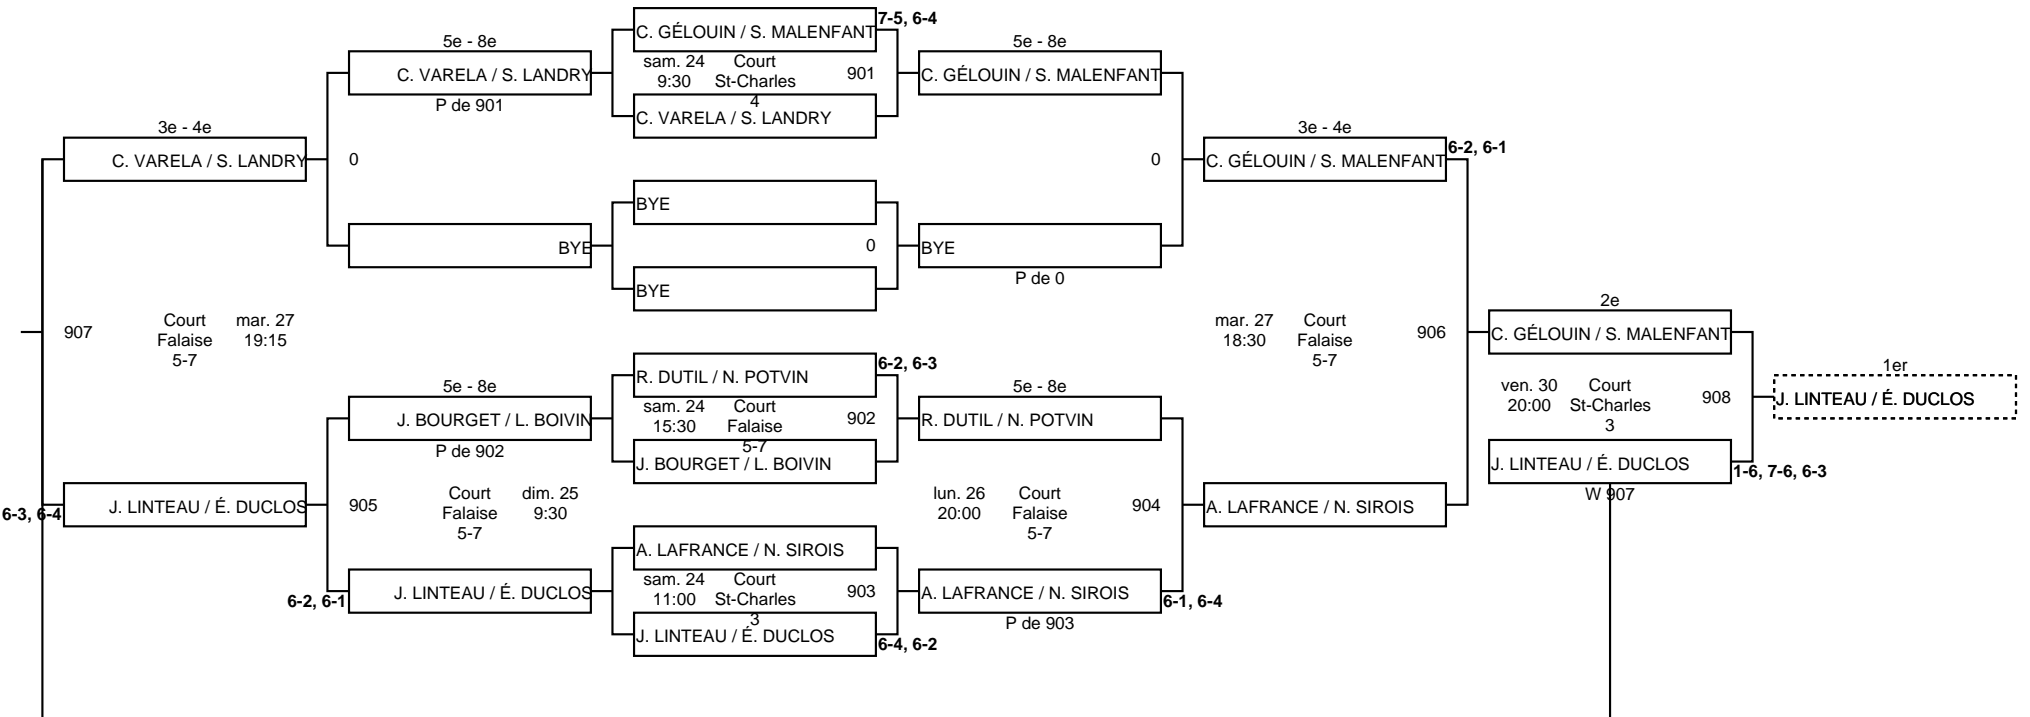 C. GÉLOUIN / S. MALENFANT
7-5, 6-4
5e - 8e
5e - 8e
C. VARELA / S. LANDRY
sam. 24
9:30
Court
St-Charles
4
901
C. GÉLOUIN / S. MALENFANT
P de 901
C. VARELA / S. LANDRY
3e - 4e
3e - 4e
C. VARELA / S. LANDRY
0
0
C. GÉLOUIN / S. MALENFANT
6-2, 6-1
BYE
BYE
0
BYE
BYE
P de 0
907
Court
Falaise
5-7
mar. 27
19:15
mar. 27
18:30
Court
Falaise
5-7
906
2e
C. GÉLOUIN / S. MALENFANT
R. DUTIL / N. POTVIN
6-2, 6-3
1er
5e - 8e
5e - 8e
J. BOURGET / L. BOIVIN
sam. 24
15:30
Court
Falaise
5-7
902
R. DUTIL / N. POTVIN
ven. 30
20:00
Court
St-Charles
3
908
J. LINTEAU / É. DUCLOS
P de 902
J. BOURGET / L. BOIVIN
J. LINTEAU / É. DUCLOS
1-6, 7-6, 6-3
W 907
6-3, 6-4
J. LINTEAU / É. DUCLOS
905
Court
Falaise
5-7
dim. 25
9:30
lun. 26
20:00
Court
Falaise
5-7
904
A. LAFRANCE / N. SIROIS
A. LAFRANCE / N. SIROIS
6-2, 6-1
J. LINTEAU / É. DUCLOS
sam. 24
11:00
Court
St-Charles
3
903
A. LAFRANCE / N. SIROIS
6-1, 6-4
P de 903
J. LINTEAU / É. DUCLOS
6-4, 6-2